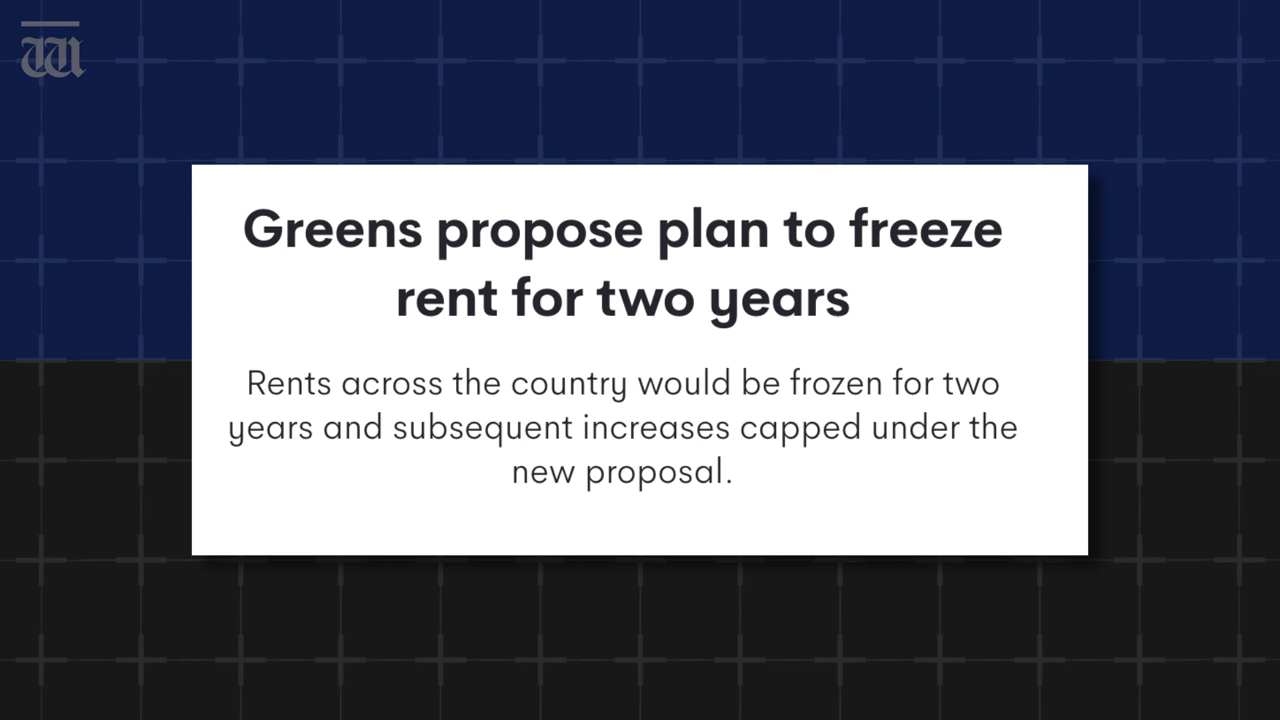 Greens propose plan to freeze
rent for two years
Rents across the country would be frozen for two
years and subsequent increases capped under the
new proposal.